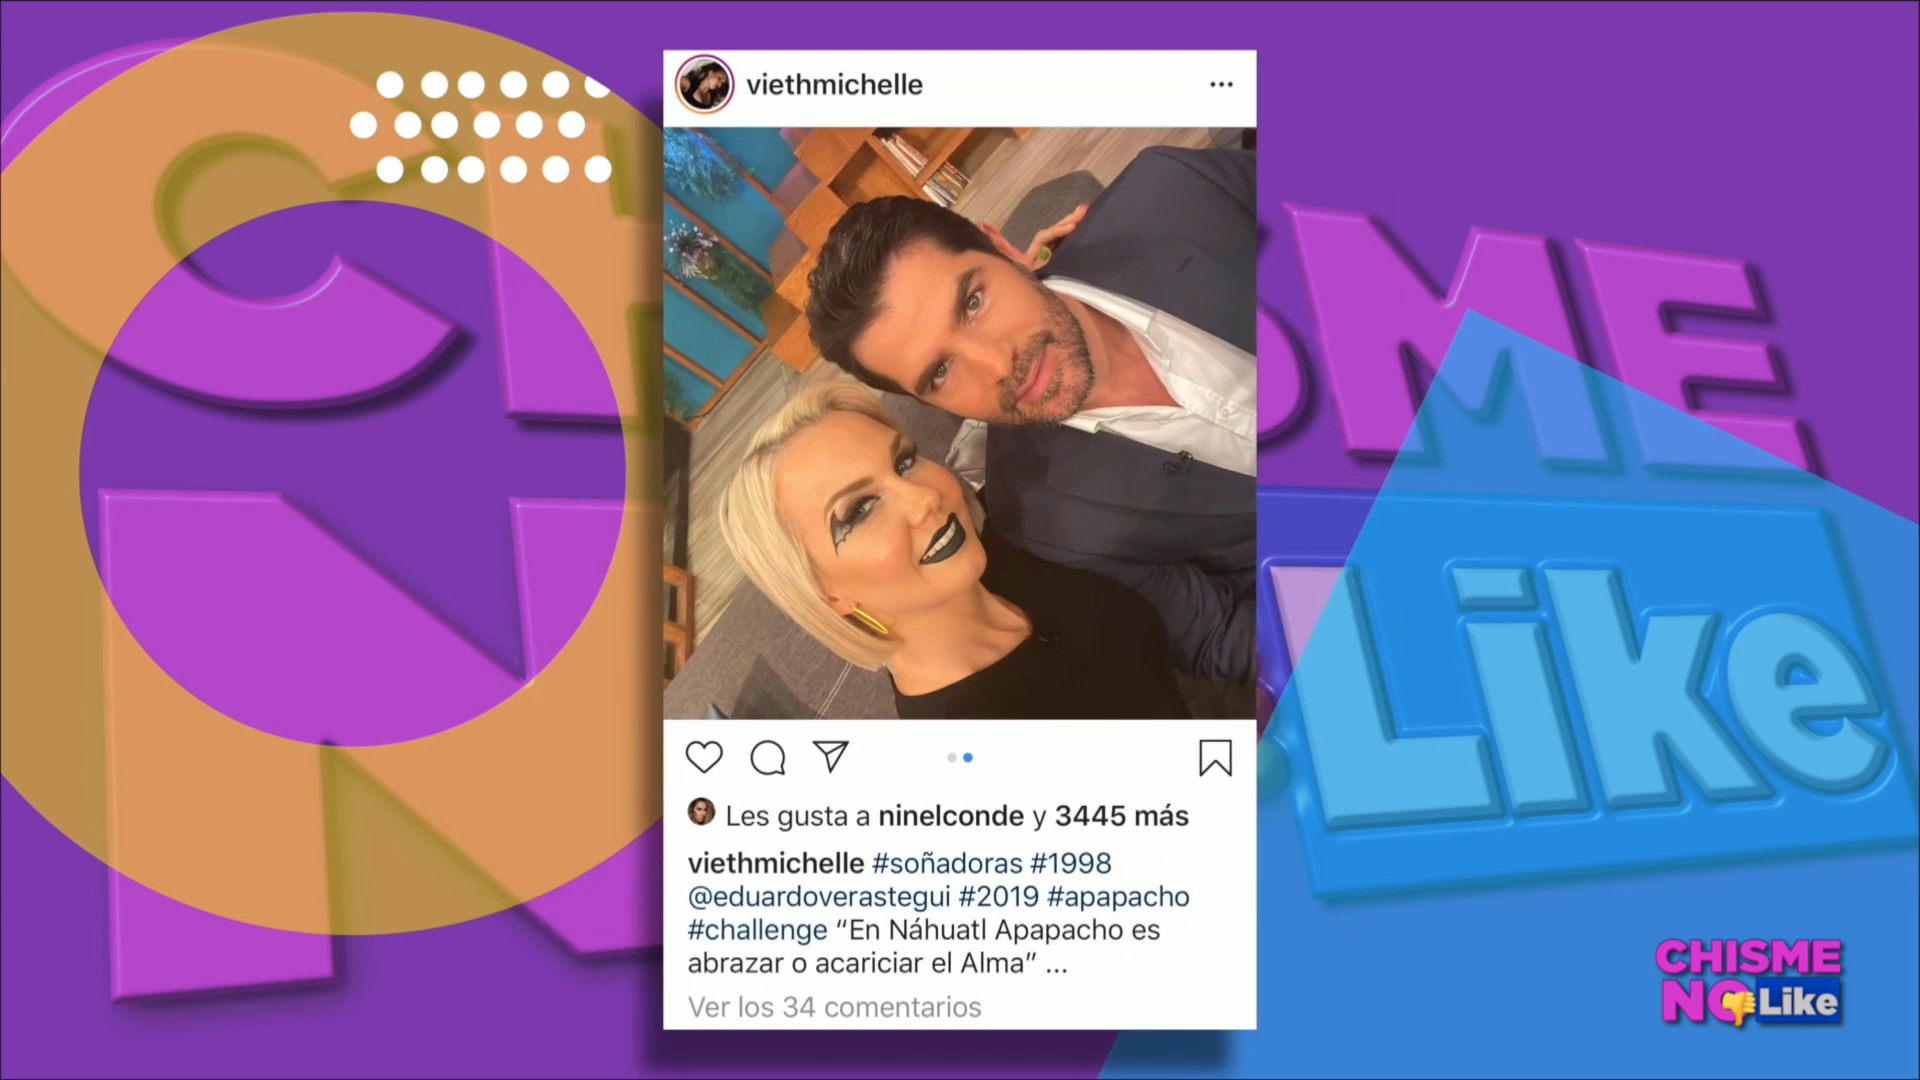 viethmichelle
Les gusta a ninelconde y 3445 más
viethmichelle #soñadoras #1998
@eduardoverastegui #2019 #apapacho
#challenge “En Náhuatl Apapacho es
abrazar o acariciar el Alma” ...
Ver los 34 comentarios
Like
CHISME
NO Like